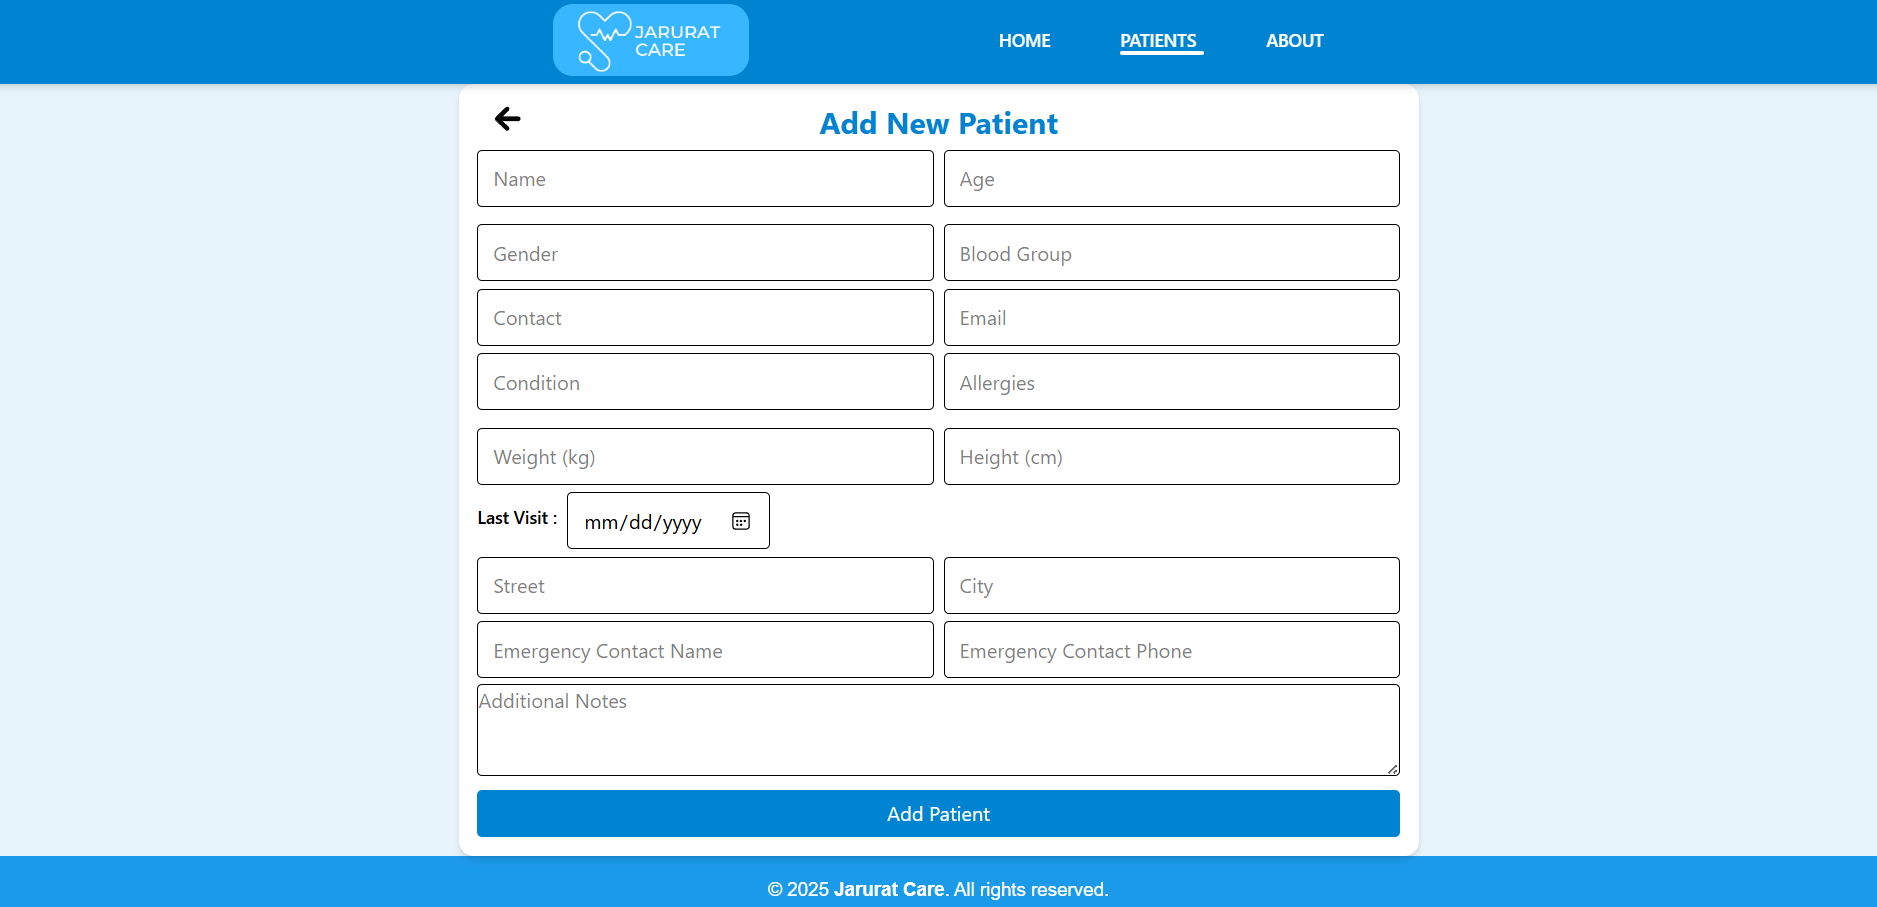 JARURAT
CARE
HOME PATIENTS ABOUT
Add New Patient
Name Age
Gender Blood Group
Contact Email
Condition Allergies
Weight (kg) Height (cm)
Last Visit : mm/dd/yyyy
Street City
Emergency Contact Name Emergency Contact Phone
Additional Notes
Add Patient
© 2025 Jarurat Care. All rights reserved.